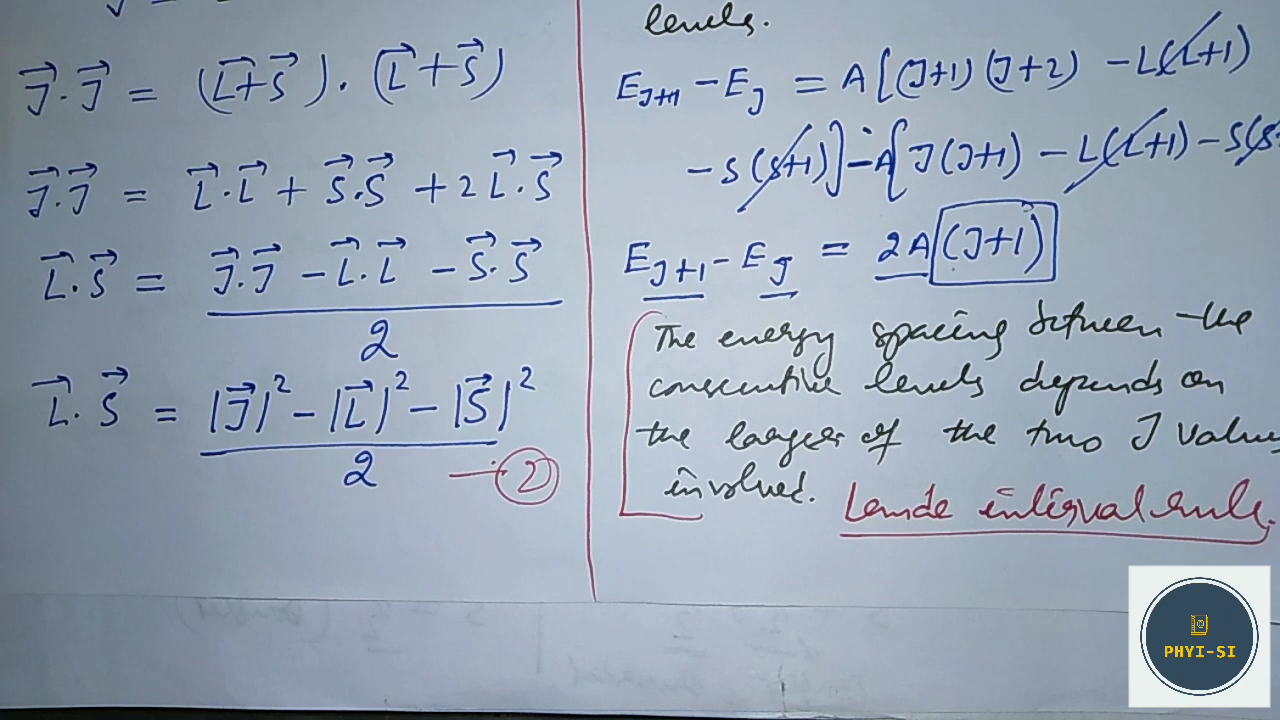 J⃗·J⃗ = (L⃗+S⃗)·(L⃗+S⃗)
J⃗·J⃗ = L⃗·L⃗ + S⃗·S⃗ + 2L⃗·S⃗
L⃗·S⃗ = (J⃗·J⃗ - L⃗·L⃗ - S⃗·S⃗) / 2
L⃗·S⃗ = (|J⃗|² - |L⃗|² - |S⃗|²) / 2 — ②
levels.
E_{J+1} - E_J = A[(J+1)(J+2) - L(L+1)
- S(S+1)] - A[J(J+1) - L(L+1) - S(S
E_{J+1} - E_J = 2A(J+1)
The energy spacing between the
consecutive levels depends on
the larger of the two J value
involved. Lande interval rule.
PHYI-SI